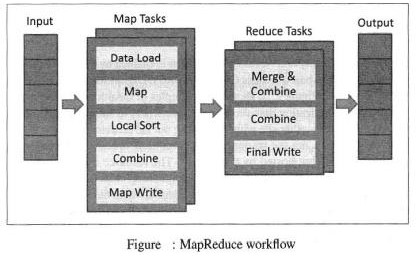 Input
Map Tasks
Data Load
Map
Local Sort
Combine
Map Write
Reduce Tasks
Merge &
Combine
Combine
Final Write
Output
Figure : MapReduce workflow